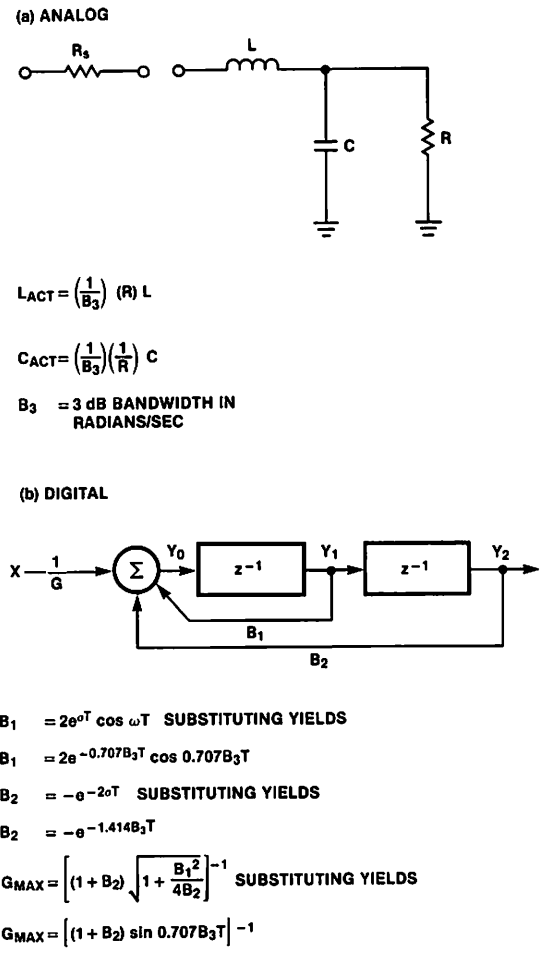 (a) ANALOG
Rs
L
C
R
LACT = (1/B3) (R) L
CACT = (1/B3)(1/R) C
B3 = 3 dB BANDWIDTH IN
RADIANS/SEC
(b) DIGITAL
X 1/G Σ Y0 z⁻¹ Y1 z⁻¹ Y2
B1
B2
B1 = 2e^σT cos ωT SUBSTITUTING YIELDS
B1 = 2e^−0.707B3T cos 0.707B3T
B2 = −e^−2σT SUBSTITUTING YIELDS
B2 = −e^−1.414B3T
GMAX = [(1 + B2) √(1 + B1²/4B2)]⁻¹ SUBSTITUTING YIELDS
GMAX = [(1 + B2) sin 0.707B3T]⁻¹